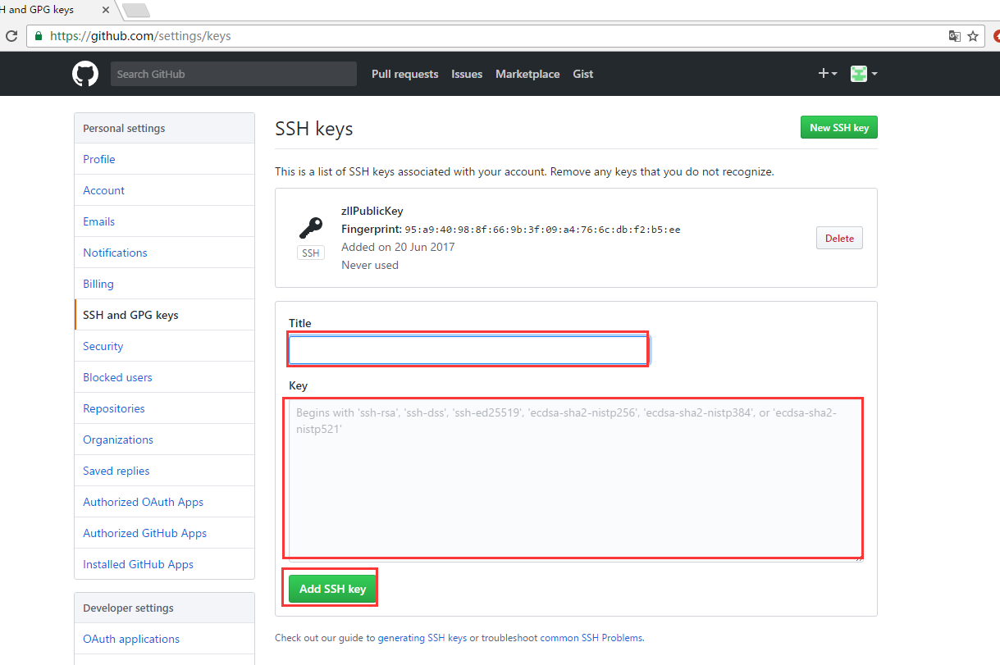 H and GPG keys
https://github.com/settings/keys
Search GitHub
Pull requests Issues Marketplace Gist
Personal settings
Profile
Account
Emails
Notifications
Billing
SSH and GPG keys
Security
Blocked users
Repositories
Organizations
Saved replies
Authorized OAuth Apps
Authorized GitHub Apps
Installed GitHub Apps
Developer settings
OAuth applications
SSH keys
New SSH key
This is a list of SSH keys associated with your account. Remove any keys that you do not recognize.
zllPublicKey
Fingerprint: 95:a9:40:98:8f:66:9b:3f:09:a4:76:6c:db:f2:b5:ee
Added on 20 Jun 2017
Never used
SSH
Delete
Title
Key
Begins with 'ssh-rsa', 'ssh-dss', 'ssh-ed25519', 'ecdsa-sha2-nistp256', 'ecdsa-sha2-nistp384', or 'ecdsa-sha2-
nistp521'
Add SSH key
Check out our guide to generating SSH keys or troubleshoot common SSH Problems.